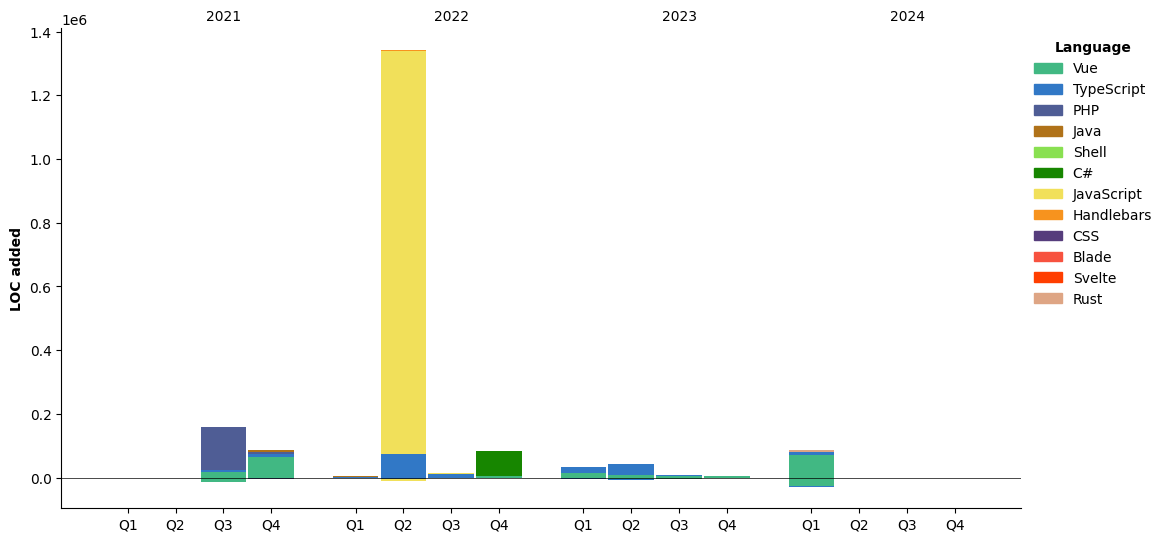 2021 2022 2023 2024
1e6
1.4
1.2
1.0
0.8
0.6
0.4
0.2
0.0
LOC added
Q1 Q2 Q3 Q4 Q1 Q2 Q3 Q4 Q1 Q2 Q3 Q4 Q1 Q2 Q3 Q4
Language
Vue
TypeScript
PHP
Java
Shell
C#
JavaScript
Handlebars
CSS
Blade
Svelte
Rust